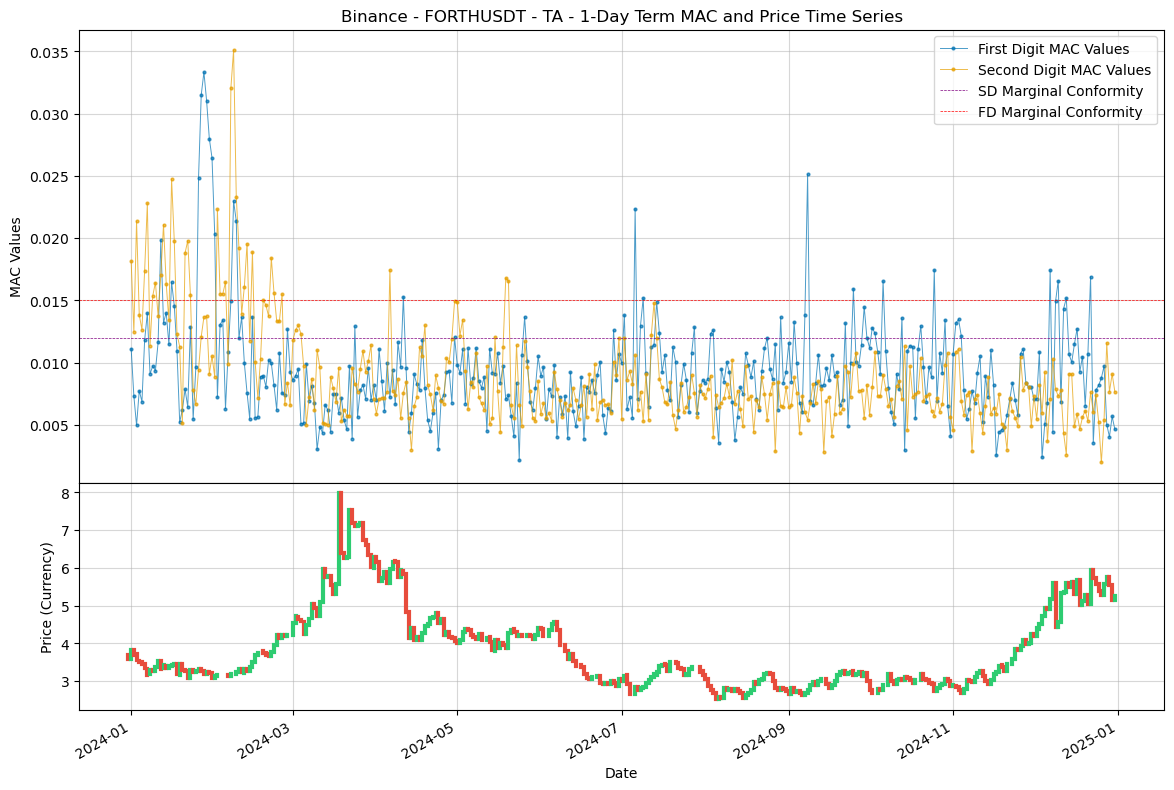 Binance - FORTHUSDT - TA - 1-Day Term MAC and Price Time Series
First Digit MAC Values
Second Digit MAC Values
SD Marginal Conformity
FD Marginal Conformity
MAC Values
0.035
0.030
0.025
0.020
0.015
0.010
0.005
Price (Currency)
8
7
6
5
4
3
2024-01
2024-03
2024-05
2024-07
2024-09
2024-11
2025-01
Date